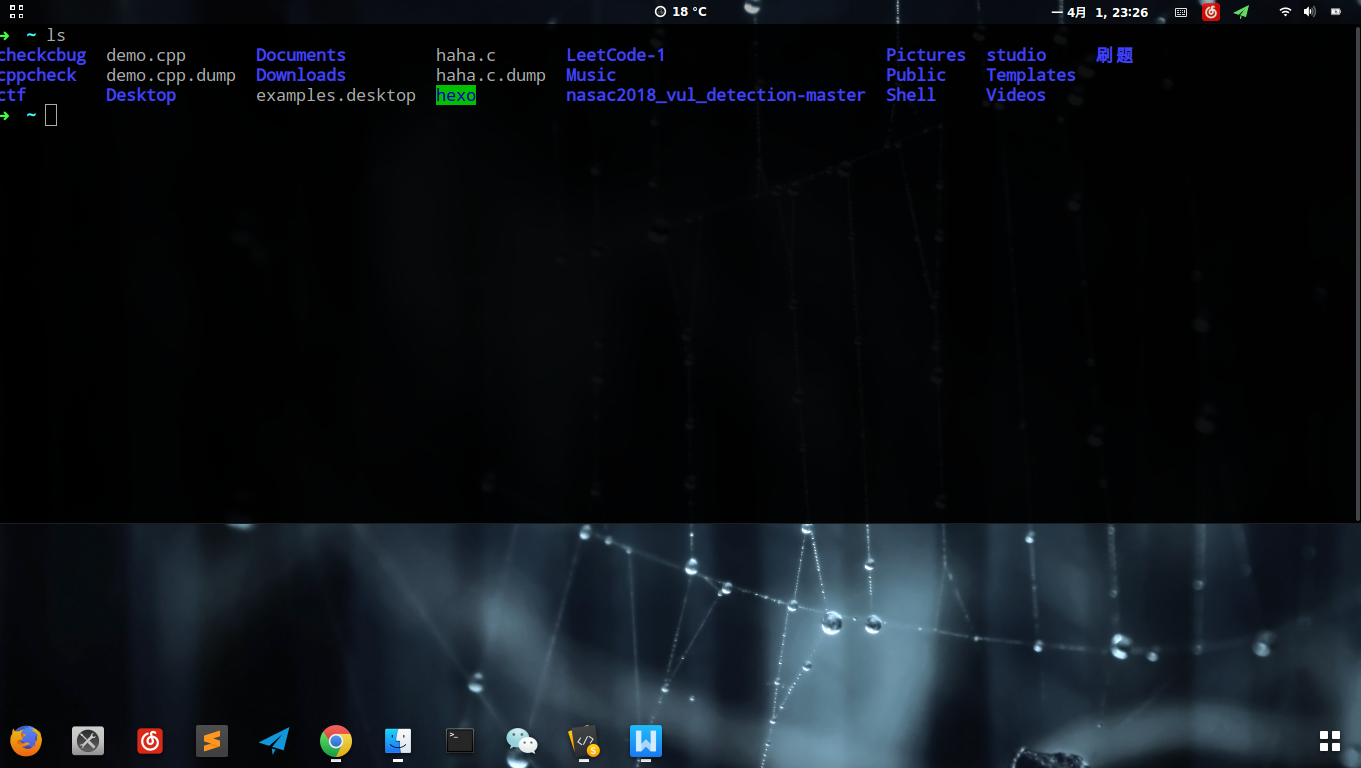 18 °C
一 4月 1, 23:26
➜ ~ ls
checkcbug demo.cpp Documents haha.c LeetCode-1 Pictures studio 刷题
cppcheck demo.cpp.dump Downloads haha.c.dump Music Public Templates
ctf Desktop examples.desktop hexo nasac2018_vul_detection-master Shell Videos
➜ ~